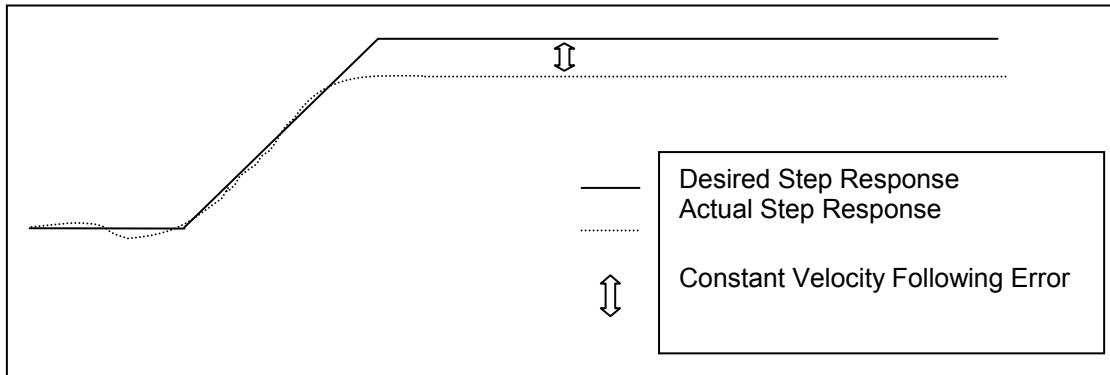 Desired Step Response
Actual Step Response
Constant Velocity Following Error